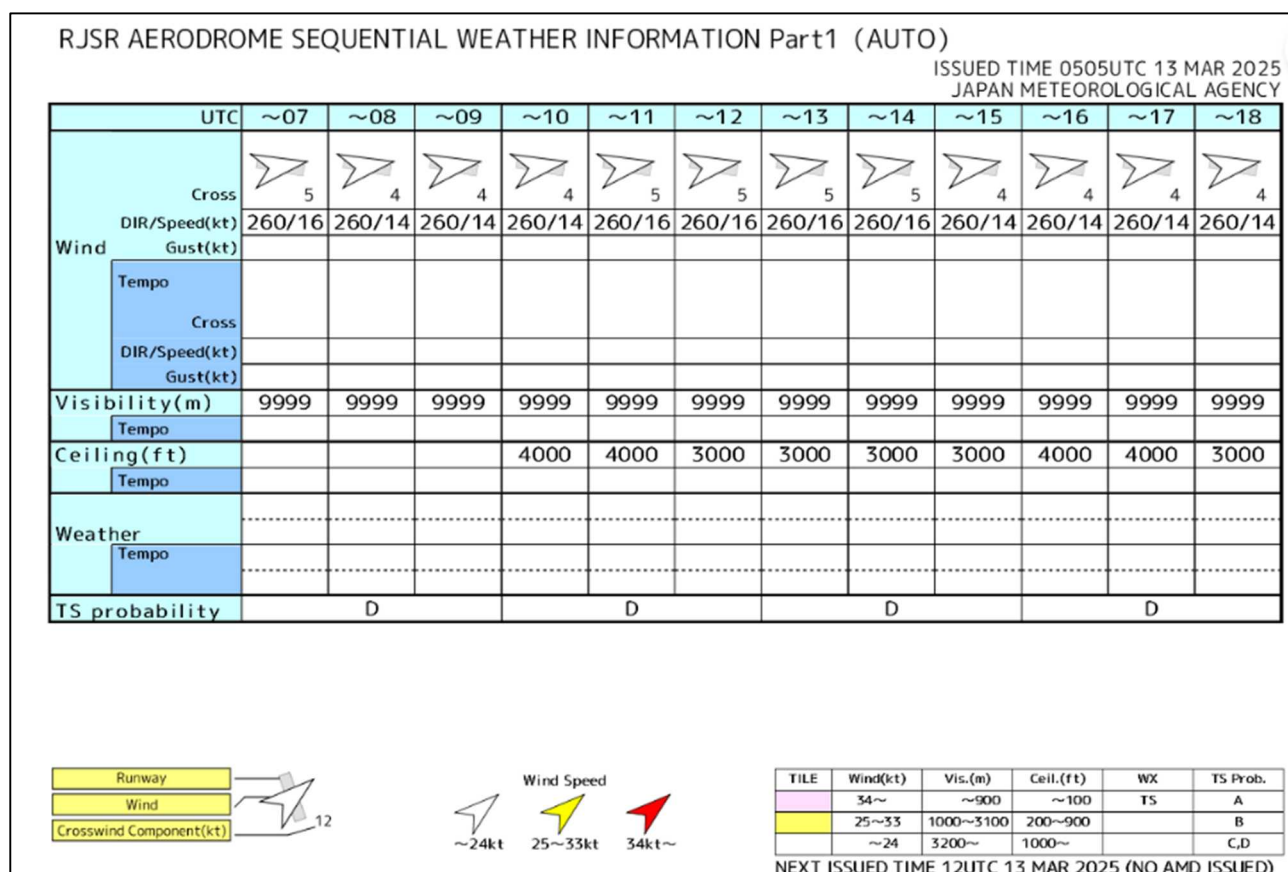 RJSR AERODROME SEQUENTIAL WEATHER INFORMATION Part1 (AUTO)
ISSUED TIME 0505UTC 13 MAR 2025
JAPAN METEOROLOGICAL AGENCY
UTC ~07 ~08 ~09 ~10 ~11 ~12 ~13 ~14 ~15 ~16 ~17 ~18
Cross 5 4 4 4 5 5 5 5 4 4 4 4
DIR/Speed(kt) 260/16 260/14 260/14 260/14 260/16 260/16 260/16 260/16 260/14 260/14 260/14 260/14
Wind Gust(kt)
Tempo
Cross
DIR/Speed(kt)
Gust(kt)
Visibility(m) 9999 9999 9999 9999 9999 9999 9999 9999 9999 9999 9999 9999
Tempo
Ceiling(ft) 4000 4000 3000 3000 3000 3000 4000 4000 3000
Tempo
Weather
Tempo
TS probability D D D D
Runway
Wind
Crosswind Component(kt)
12
Wind Speed
~24kt 25~33kt 34kt~
TILE Wind(kt) Vis.(m) Ceil.(ft) WX TS Prob.
34~ ~900 ~100 TS A
25~33 1000~3100 200~900 B
~24 3200~ 1000~ C,D
NEXT ISSUED TIME 12UTC 13 MAR 2025 (NO AMD ISSUED)